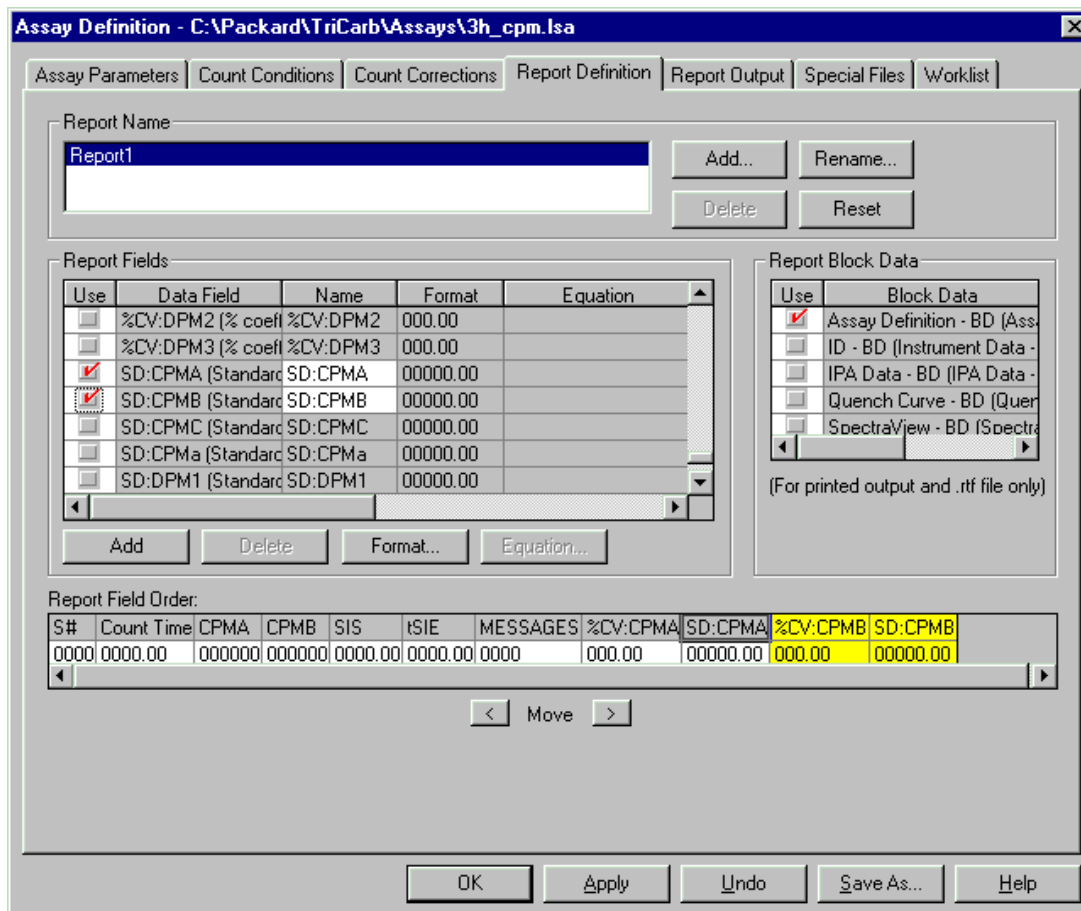 Assay Definition - C:\Packard\TriCarb\Assays\3h_cpm.lsa
Assay Parameters Count Conditions Count Corrections Report Definition Report Output Special Files Worklist
Report Name
Report1
Add... Rename...
Delete Reset
Report Fields
Use Data Field Name Format Equation
%CV:DPM2 (% coeff %CV:DPM2 000.00
%CV:DPM3 (% coeff %CV:DPM3 000.00
SD:CPMA (Standard SD:CPMA 00000.00
SD:CPMB (Standard SD:CPMB 00000.00
SD:CPMC (Standard SD:CPMC 00000.00
SD:CPMa (Standard SD:CPMa 00000.00
SD:DPM1 (Standard SD:DPM1 00000.00
Add Delete Format... Equation...
Report Block Data
Use Block Data
Assay Definition - BD (Ass
ID - BD (Instrument Data -
IPA Data - BD (IPA Data -
Quench Curve - BD (Quen
SpectraView - BD (Spectra
(For printed output and .rtf file only)
Report Field Order:
S# Count Time CPMA CPMB SIS tSIE MESSAGES %CV:CPMA SD:CPMA %CV:CPMB SD:CPMB
0000 0000.00 000000 000000 0000.00 0000.00 0000 000.00 00000.00 000.00 00000.00
< Move >
OK Apply Undo Save As... Help